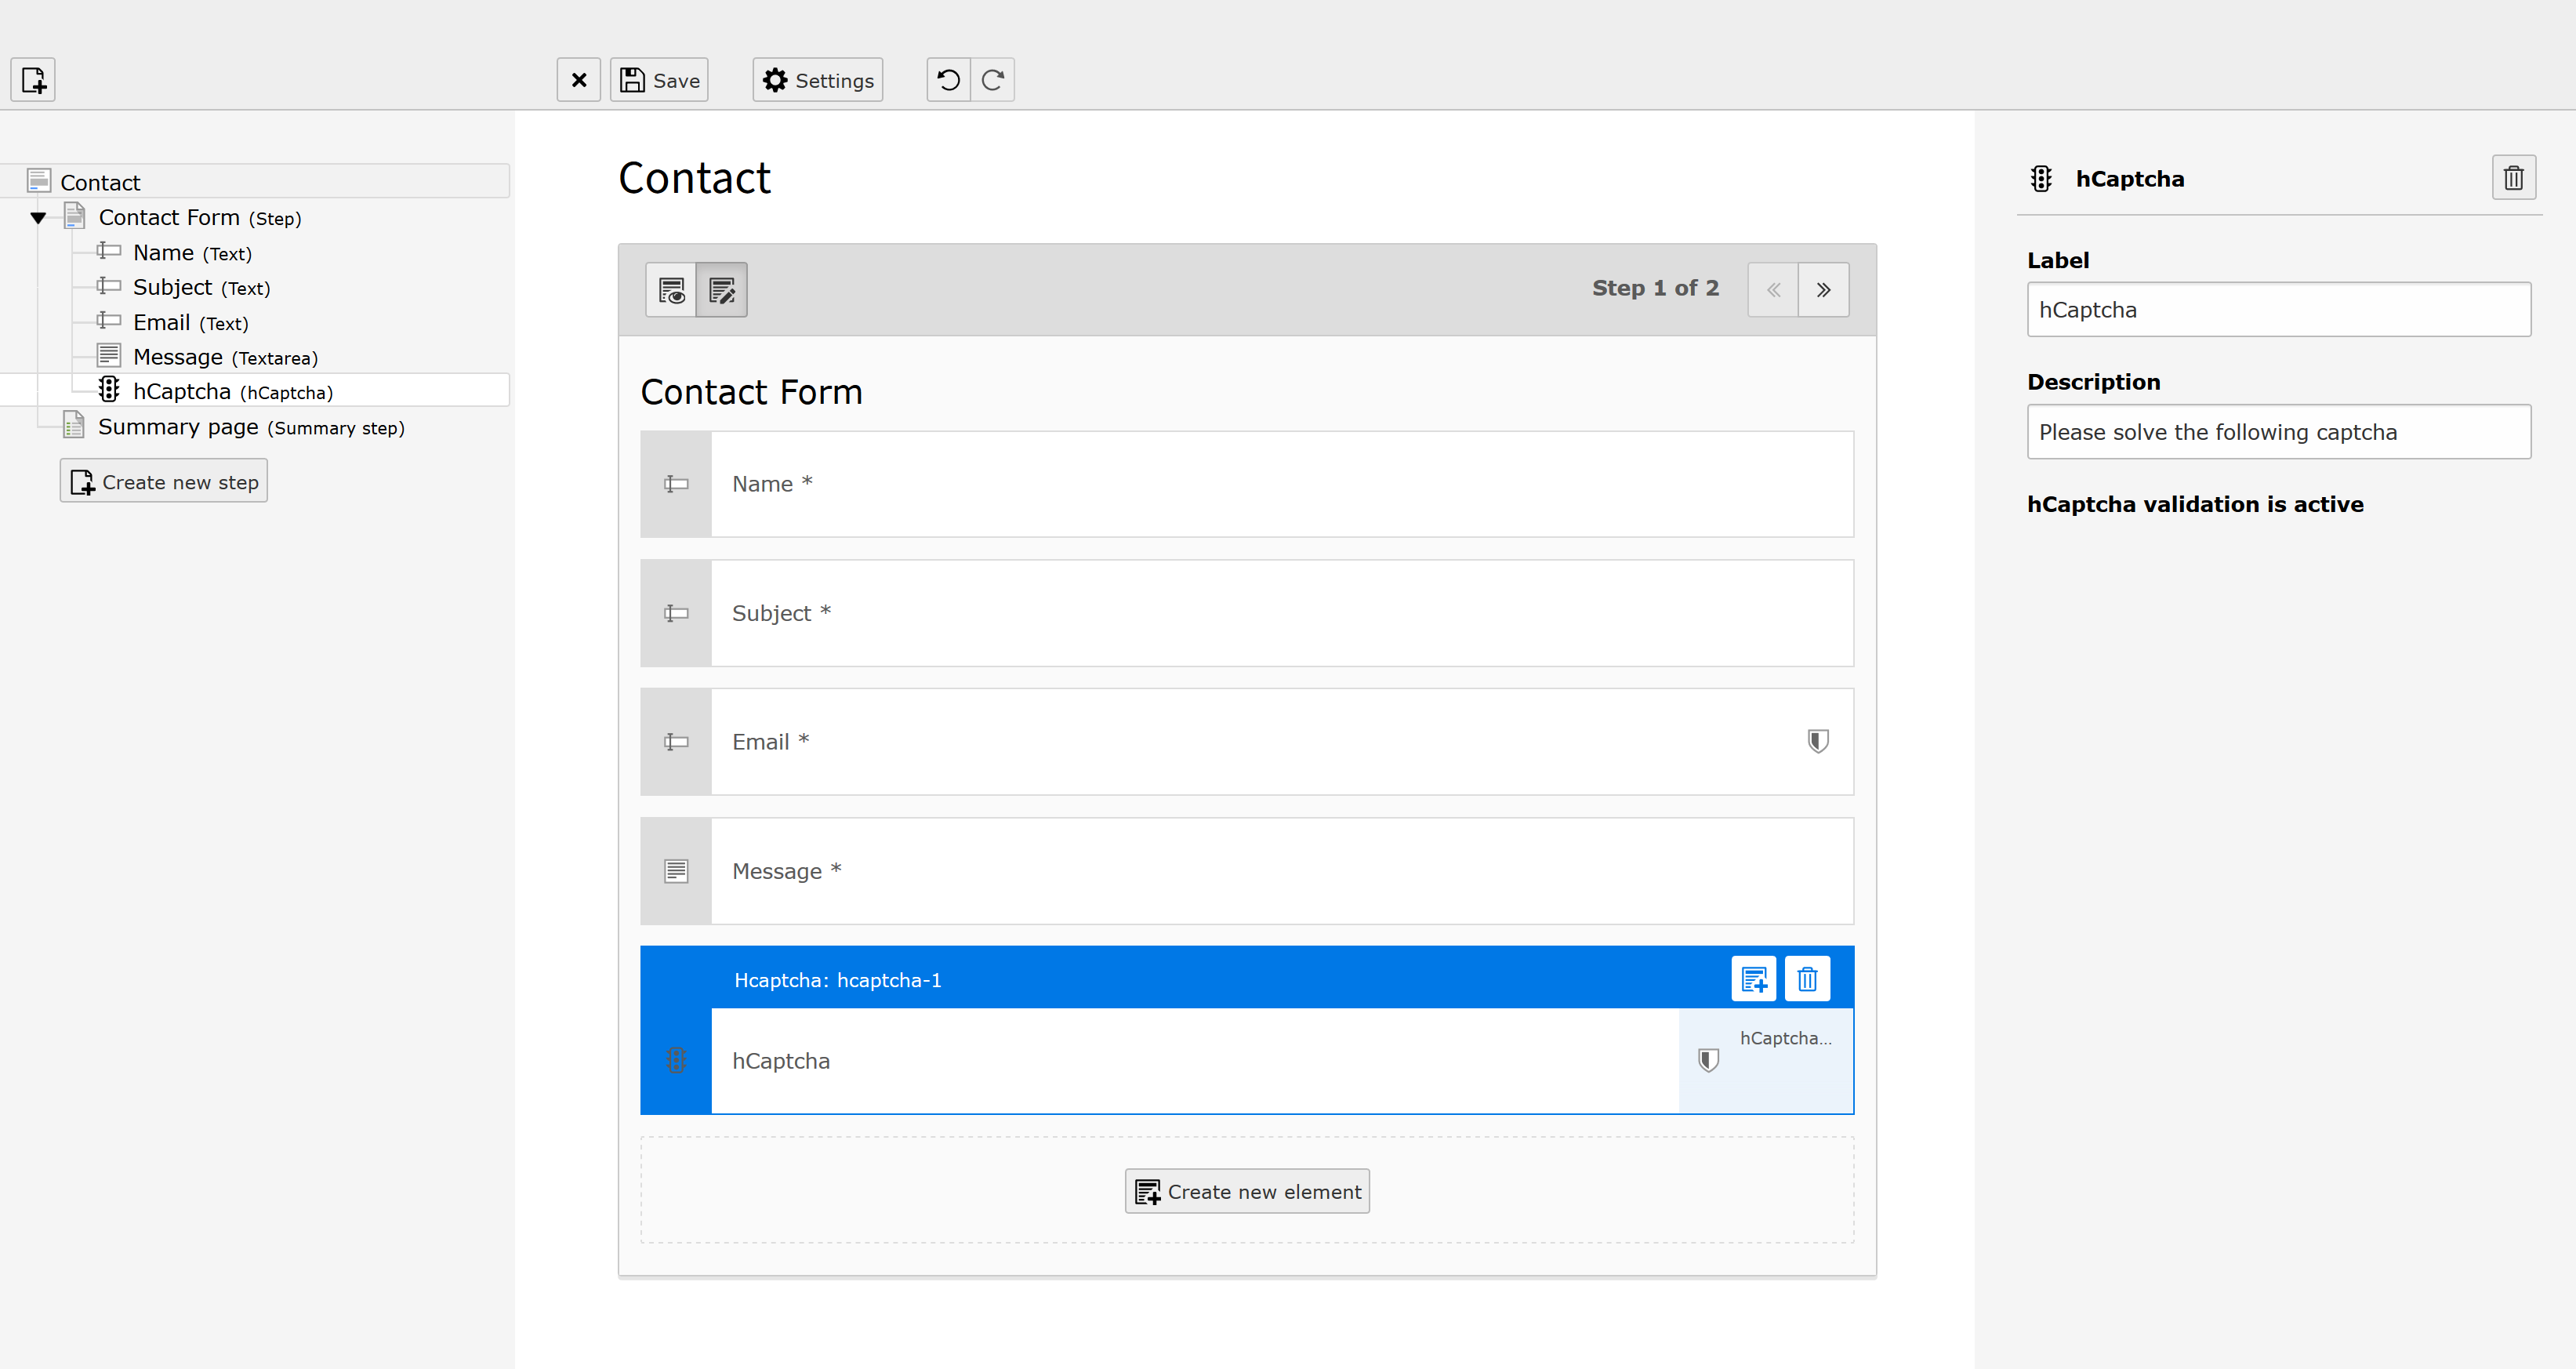 Save
Settings
Contact
Contact Form (Step)
Name (Text)
Subject (Text)
Email (Text)
Message (Textarea)
hCaptcha (hCaptcha)
Summary page (Summary step)
Create new step
Contact
Step 1 of 2
Contact Form
Name *
Subject *
Email *
Message *
Hcaptcha: hcaptcha-1
hCaptcha
hCaptcha...
Create new element
hCaptcha
Label
hCaptcha
Description
Please solve the following captcha
hCaptcha validation is active